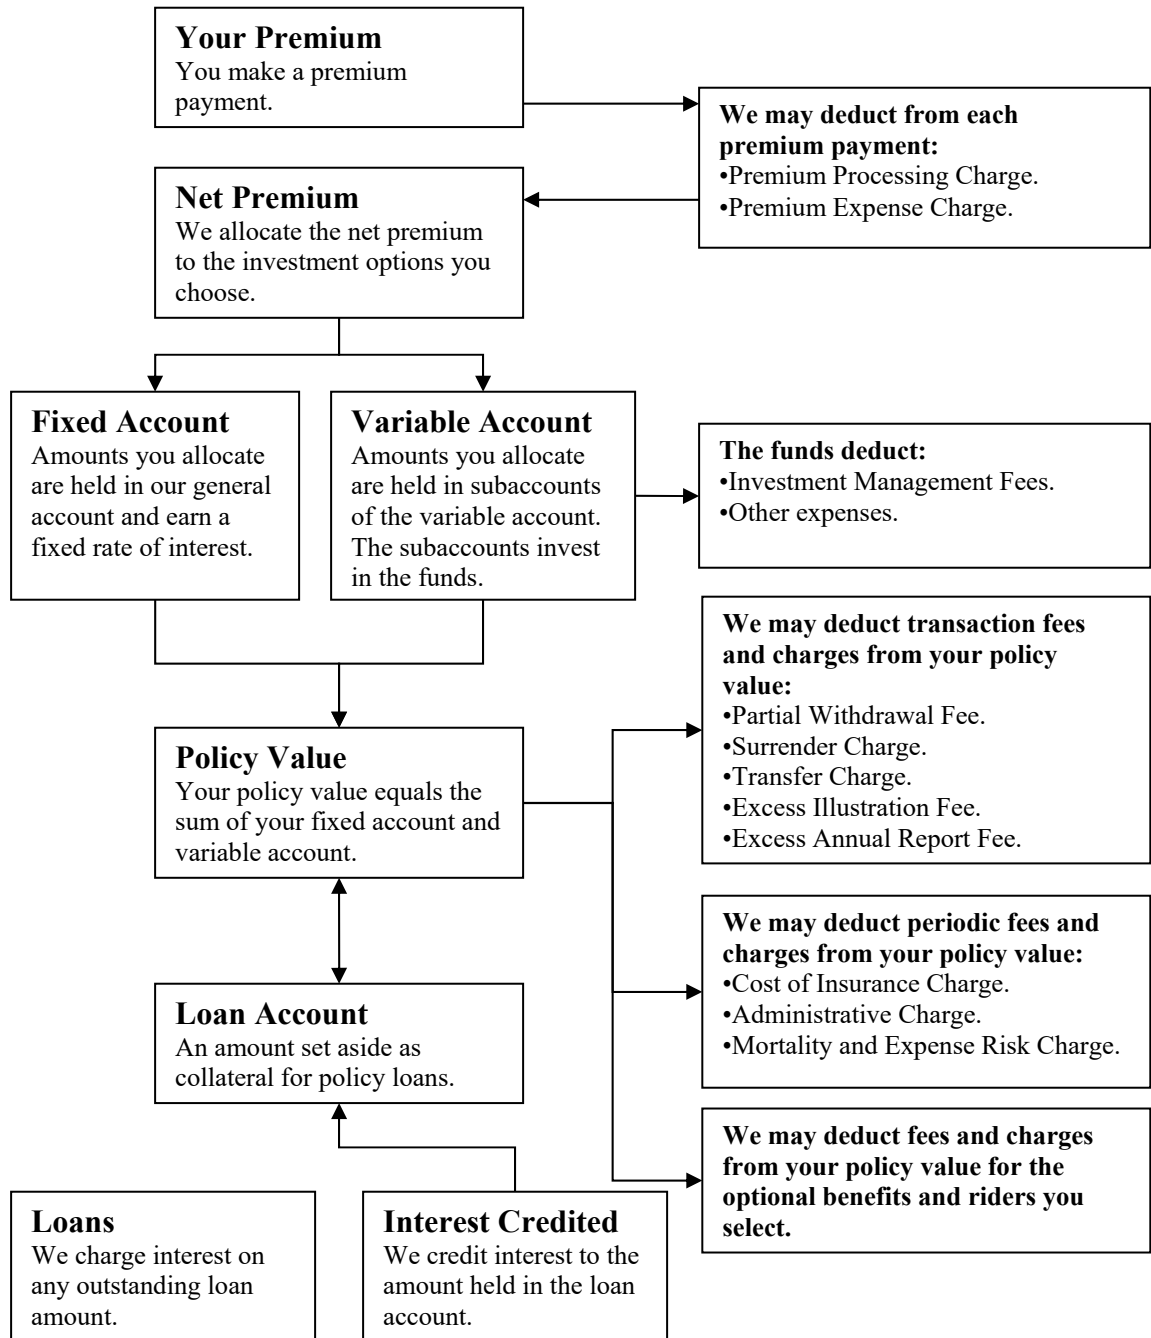 Your Premium
You make a premium
payment.
We may deduct from each
premium payment:
•Premium Processing Charge.
•Premium Expense Charge.
Net Premium
We allocate the net premium
to the investment options you
choose.
Fixed Account
Amounts you allocate
are held in our general
account and earn a
fixed rate of interest.
Variable Account
Amounts you allocate
are held in subaccounts
of the variable account.
The subaccounts invest
in the funds.
The funds deduct:
•Investment Management Fees.
•Other expenses.
We may deduct transaction fees
and charges from your policy
value:
•Partial Withdrawal Fee.
•Surrender Charge.
•Transfer Charge.
•Excess Illustration Fee.
•Excess Annual Report Fee.
Policy Value
Your policy value equals the
sum of your fixed account and
variable account.
We may deduct periodic fees and
charges from your policy value:
•Cost of Insurance Charge.
•Administrative Charge.
•Mortality and Expense Risk Charge.
Loan Account
An amount set aside as
collateral for policy loans.
We may deduct fees and charges
from your policy value for the
optional benefits and riders you
select.
Loans
We charge interest on
any outstanding loan
amount.
Interest Credited
We credit interest to the
amount held in the loan
account.